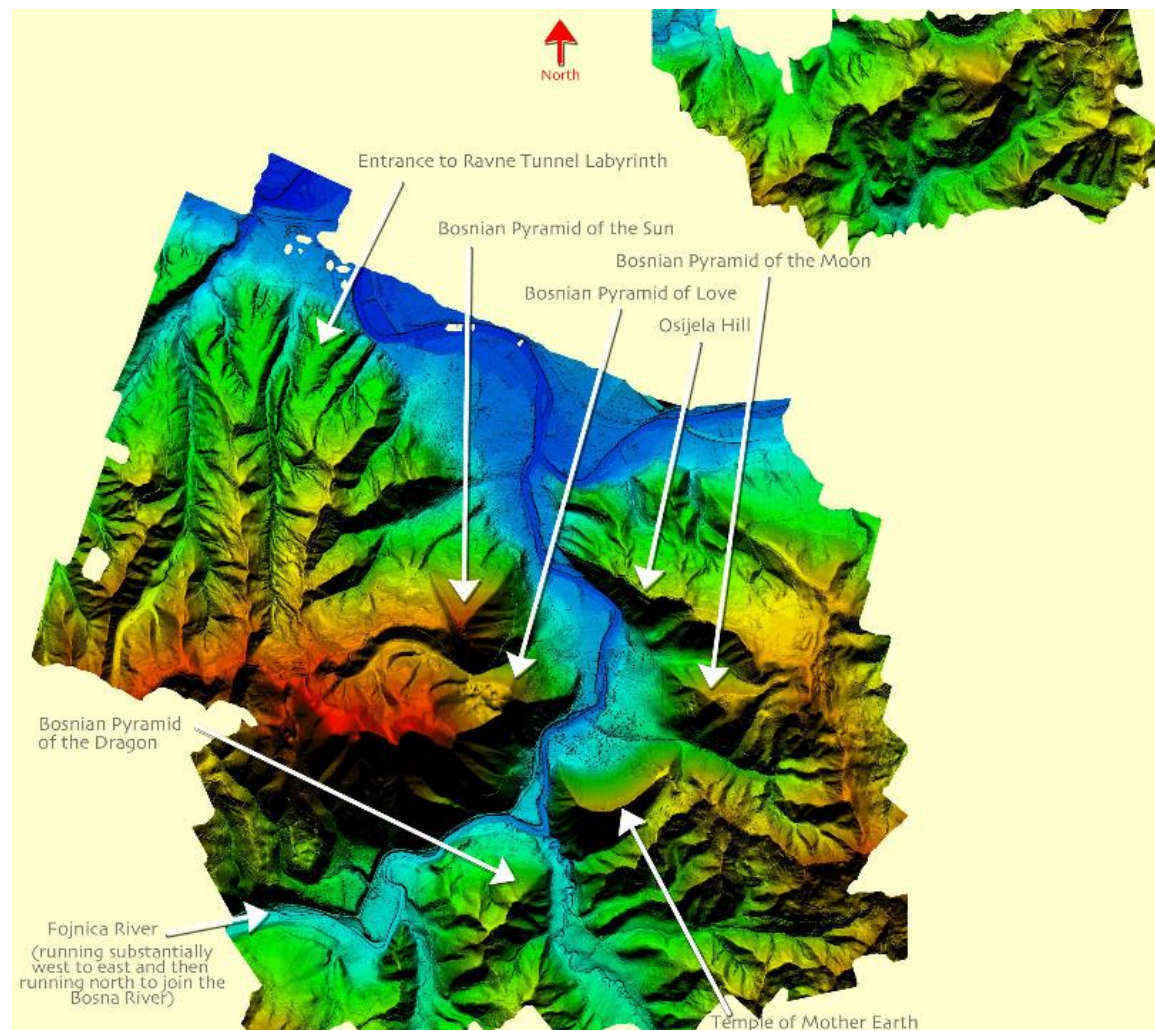 North
Entrance to Ravne Tunnel Labyrinth
Bosnian Pyramid of the Sun
Bosnian Pyramid of the Moon
Bosnian Pyramid of Love
Osijela Hill
Bosnian Pyramid
of the Dragon
Fojnica River
(running substantially
west to east and then
running north to join the
Bosna River)
Temple of Mother Earth